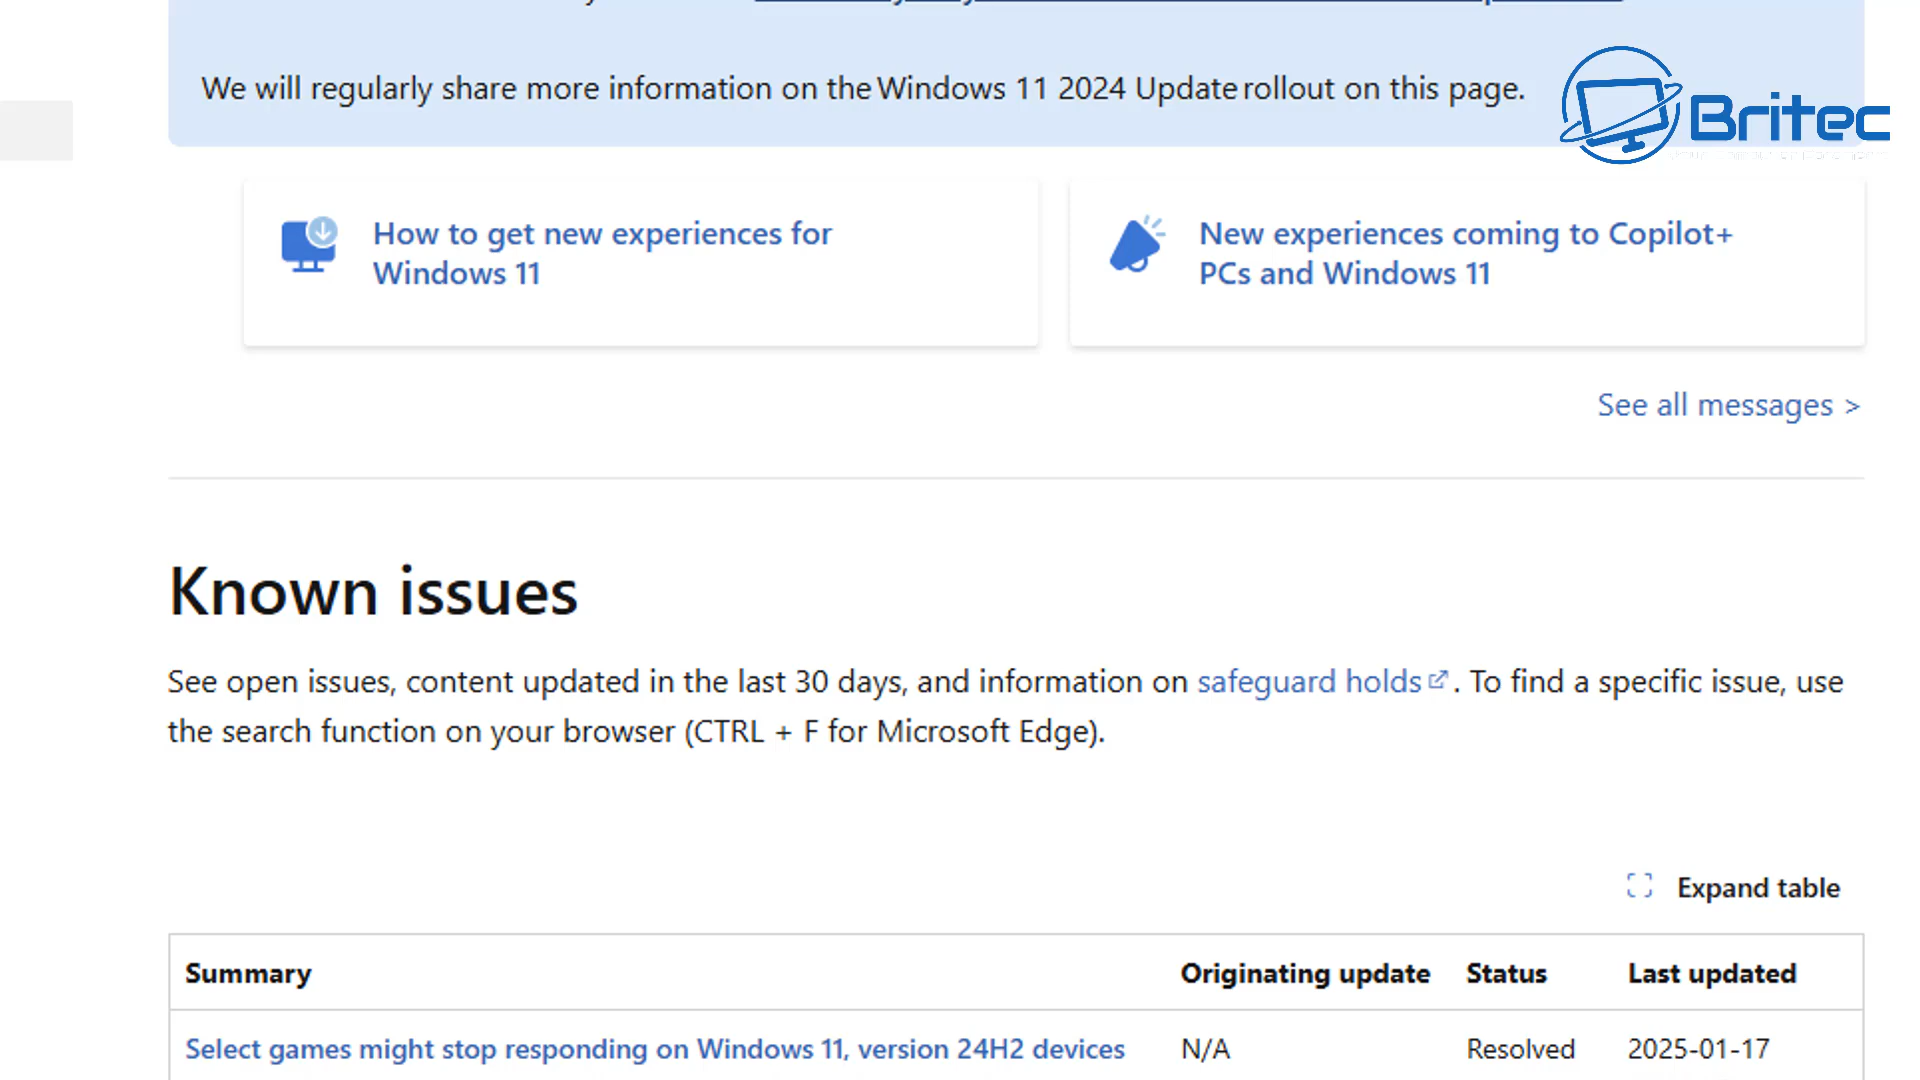 We will regularly share more information on the Windows 11 2024 Update rollout on this page.
Britec
How to get new experiences for
Windows 11
New experiences coming to Copilot+
PCs and Windows 11
See all messages >
Known issues
See open issues, content updated in the last 30 days, and information on safeguard holds. To find a specific issue, use
the search function on your browser (CTRL + F for Microsoft Edge).
Expand table
Summary Originating update Status Last updated
Select games might stop responding on Windows 11, version 24H2 devices N/A Resolved 2025-01-17